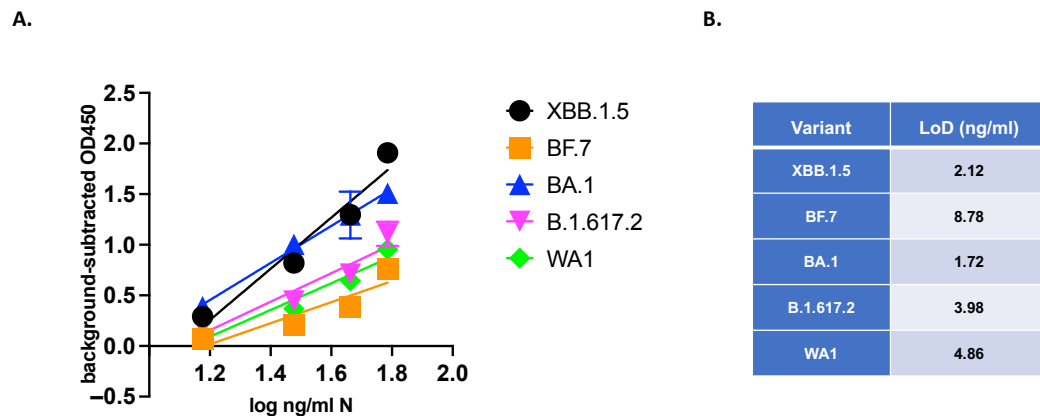 A.
B.
background-subtracted OD450
2.5
2.0
1.5
1.0
0.5
0.0
−0.5
1.2
1.4
1.6
1.8
2.0
log ng/ml N
XBB.1.5
BF.7
BA.1
B.1.617.2
WA1
Variant LoD (ng/ml)
XBB.1.5 2.12
BF.7 8.78
BA.1 1.72
B.1.617.2 3.98
WA1 4.86